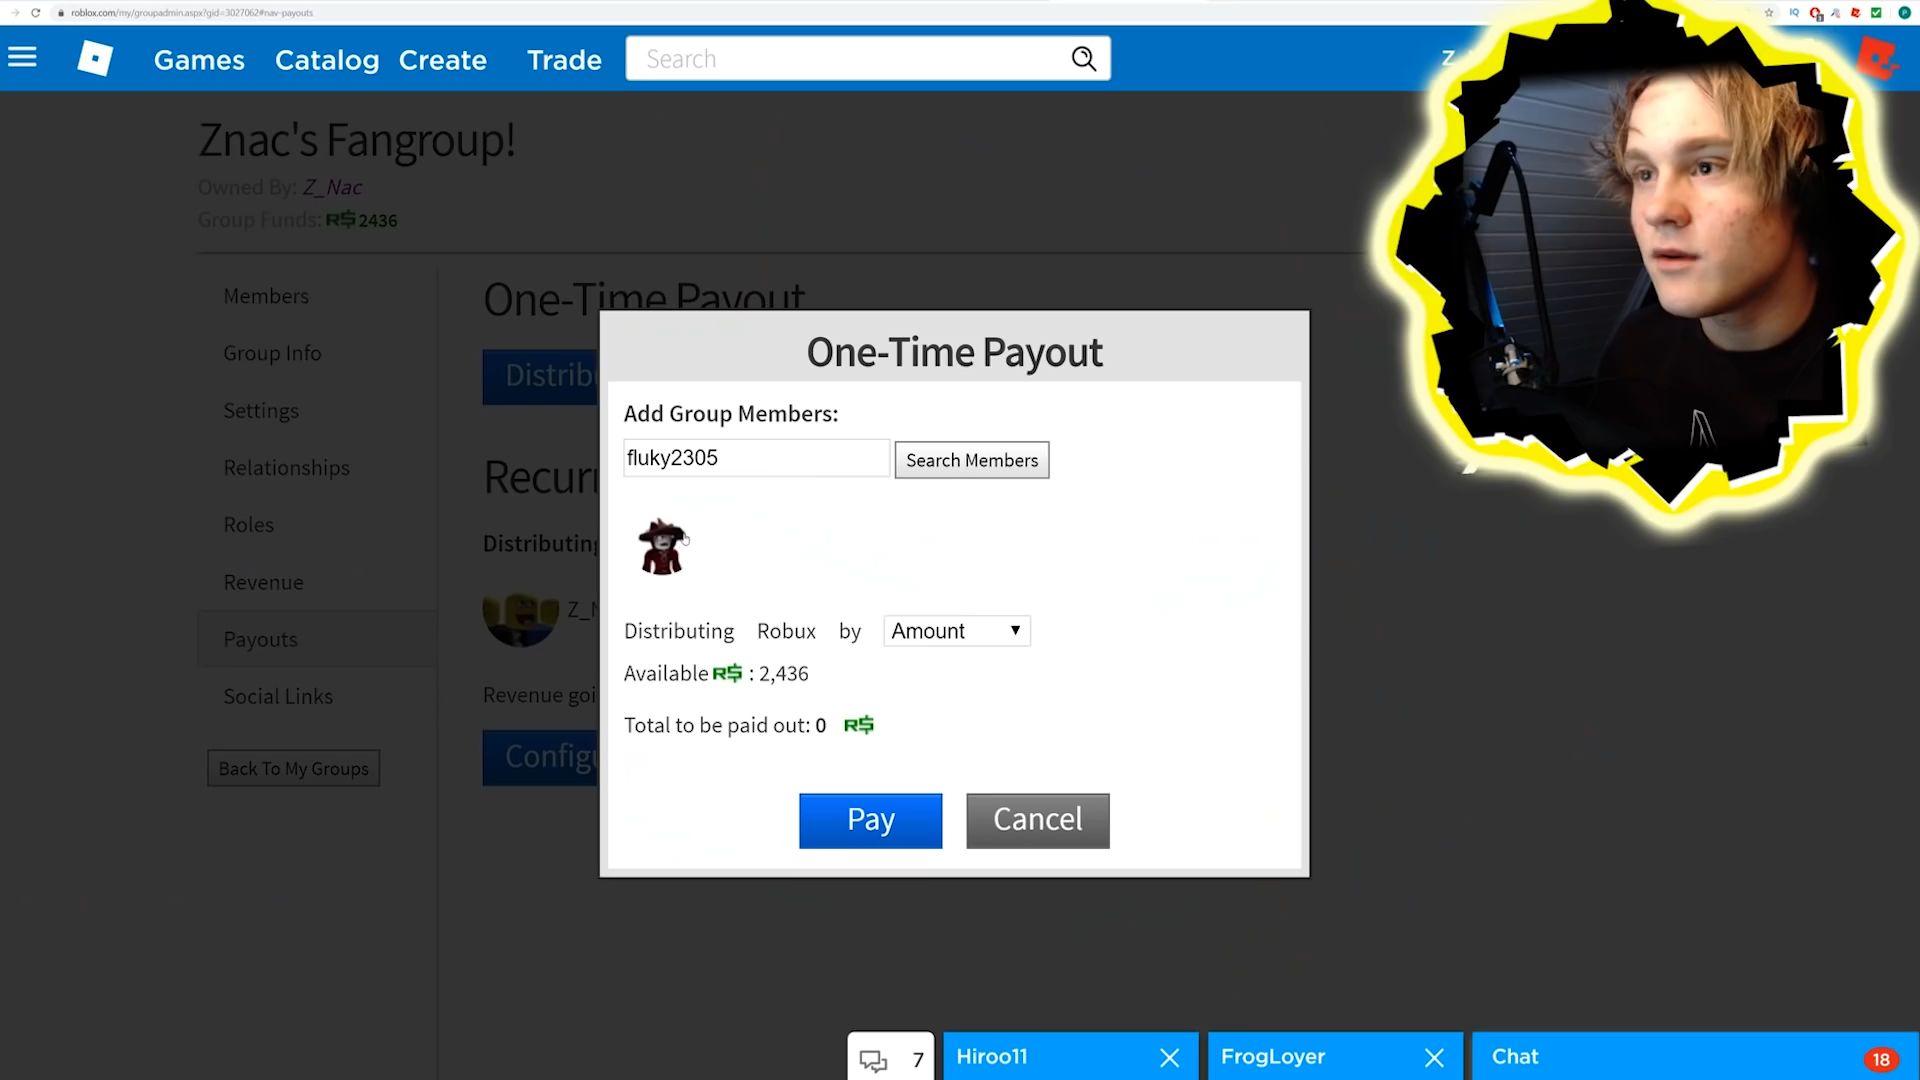 roblox.com/my/groupadmin.aspx?gid=3027062#nav-payouts
Games Catalog Create Trade Search
Znac's Fangroup!
Owned By: Z_Nac
Group Funds: R$ 2436
Members
Group Info
Settings
Relationships
Roles
Revenue
Payouts
Social Links
Back To My Groups
One-Time Payout
Distrib
Recurr
Distributing
Z_N
Revenue goi
Config
One-Time Payout
Add Group Members:
fluky2305 Search Members
Distributing Robux by Amount
Available R$ : 2,436
Total to be paid out: 0 R$
Pay Cancel
7 Hiroo11 FrogLoyer Chat 18